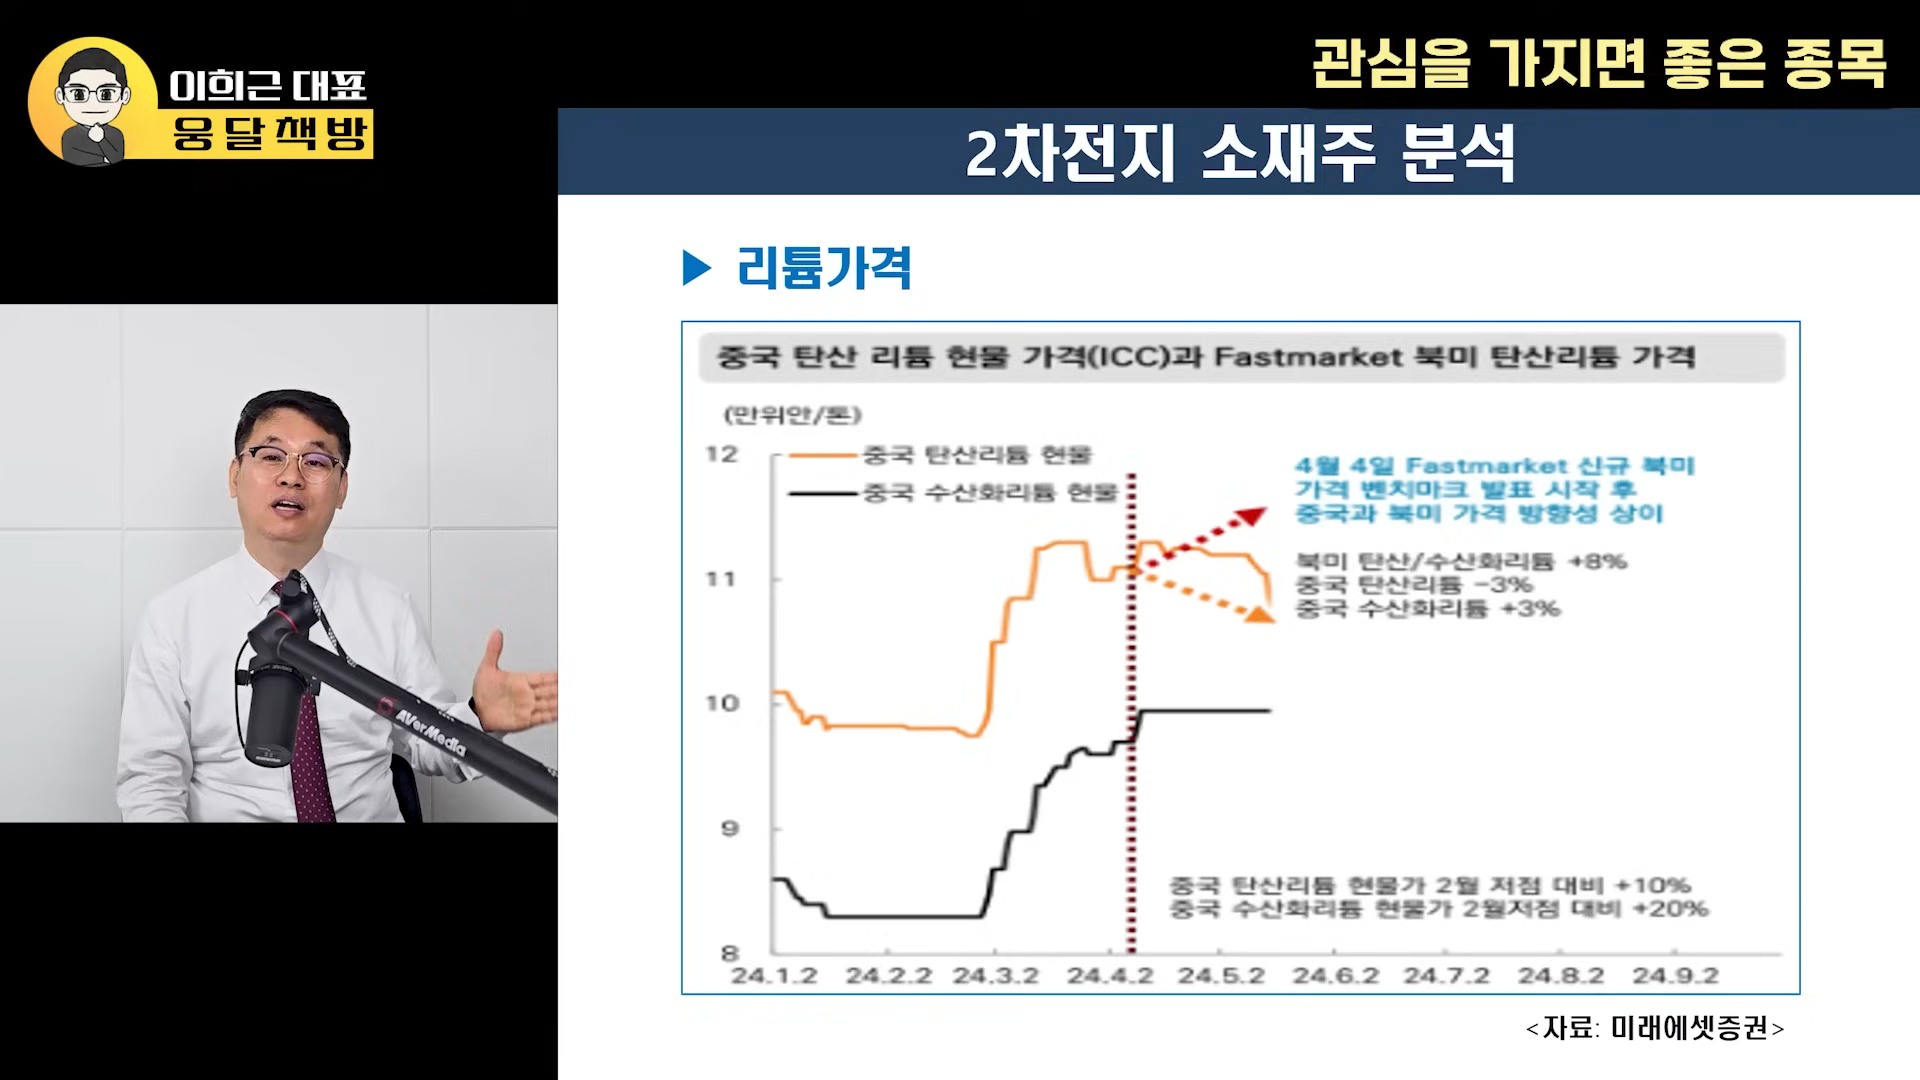 이희근 대표
웅달책방
관심을 가지면 좋은 종목
2차전지 소재주 분석
▶ 리튬가격
중국 탄산 리튬 현물 가격(ICC)과 Fastmarket 북미 탄산리튬 가격
(만위안/톤)
12
11
10
9
8
중국 탄산리튬 현물
중국 수산화리튬 현물
4월 4일 Fastmarket 신규 북미
가격 벤치마크 발표 시작 후
중국과 북미 가격 방향성 상이
북미 탄산/수산화리튬 +8%
중국 탄산리튬 -3%
중국 수산화리튬 +3%
중국 탄산리튬 현물가 2월 저점 대비 +10%
중국 수산화리튬 현물가 2월저점 대비 +20%
24.1.2 24.2.2 24.3.2 24.4.2 24.5.2 24.6.2 24.7.2 24.8.2 24.9.2
<자료: 미래에셋증권>
AVerMedia